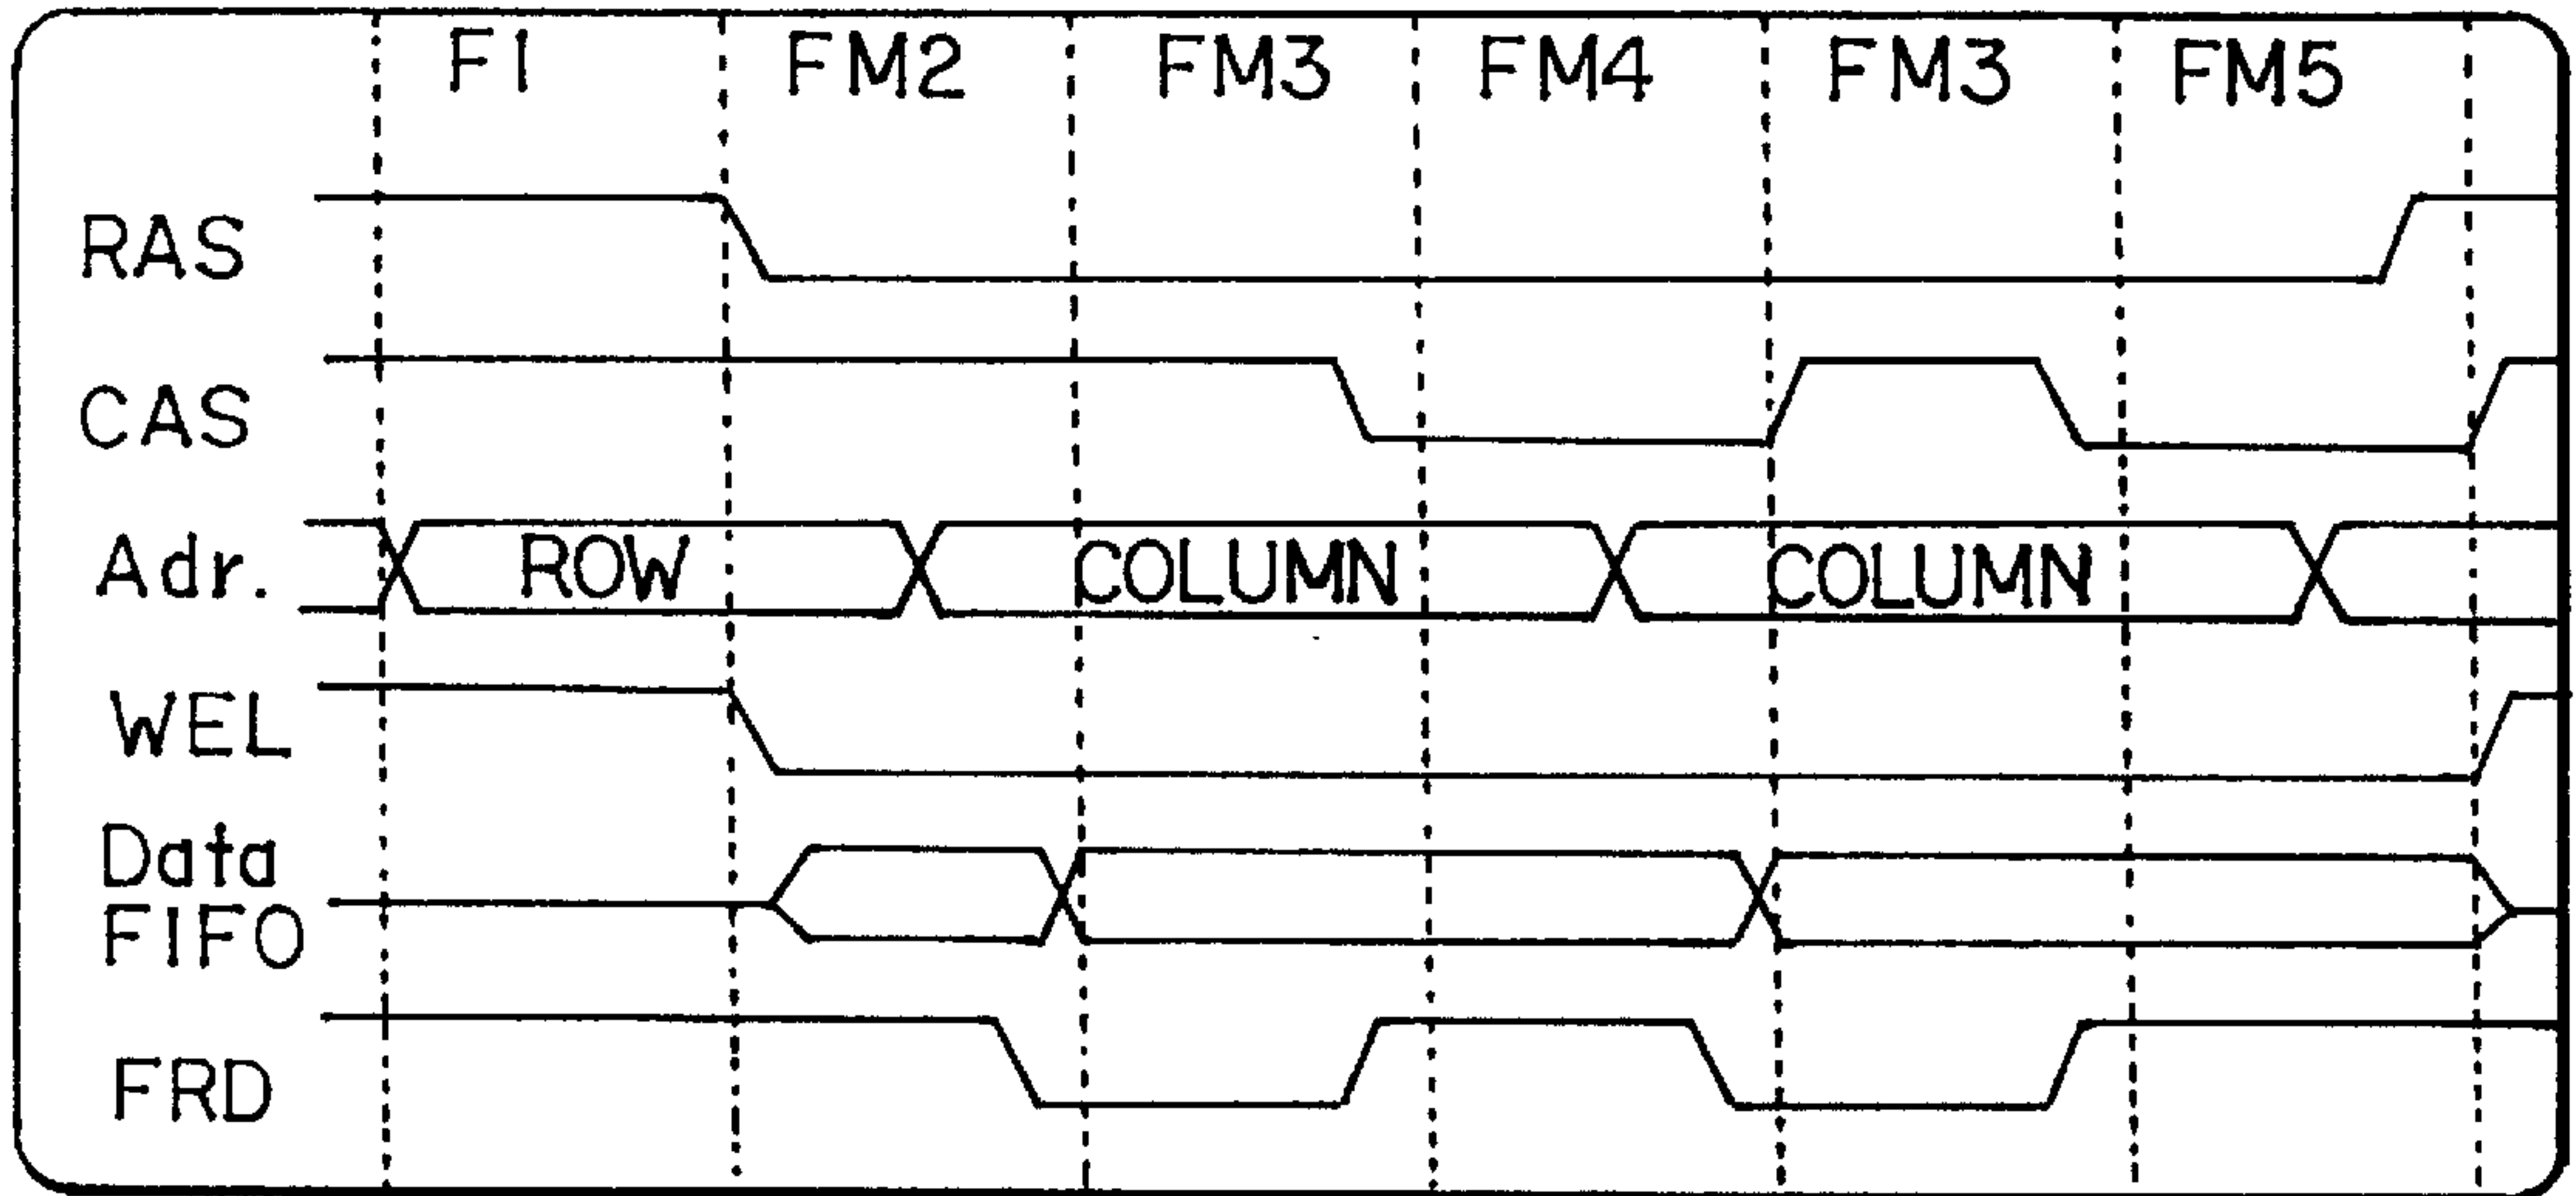 F1 FM2 FM3 FM4 FM3 FM5
RAS
CAS
Adr. ROW COLUMN COLUMN
WEL
Data
FIFO
FRD